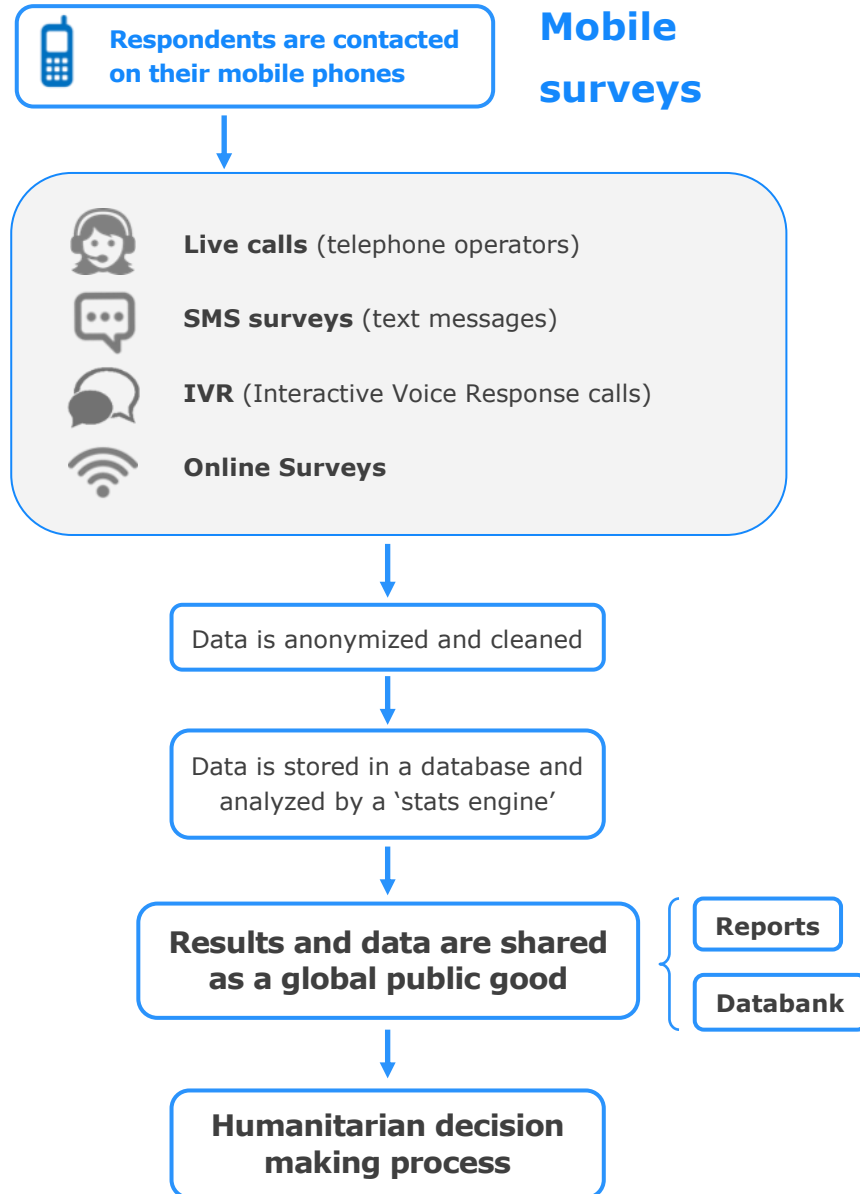 Respondents are contacted
on their mobile phones
Mobile
surveys
Live calls (telephone operators)
SMS surveys (text messages)
IVR (Interactive Voice Response calls)
Online Surveys
Data is anonymized and cleaned
Data is stored in a database and
analyzed by a ‘stats engine’
Results and data are shared
as a global public good
Reports
Databank
Humanitarian decision
making process